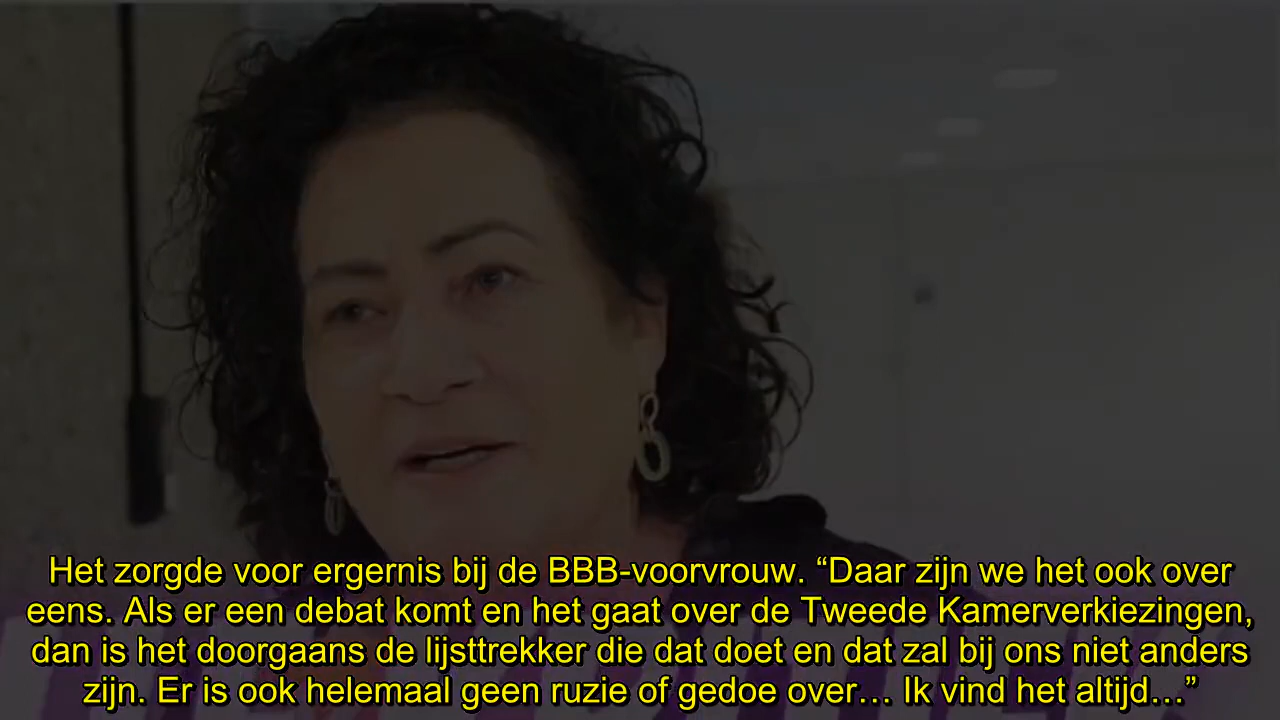 Het zorgde voor ergernis bij de BBB-voorvrouw. “Daar zijn we het ook over
eens. Als er een debat komt en het gaat over de Tweede Kamerverkiezingen,
dan is het doorgaans de lijsttrekker die dat doet en dat zal bij ons niet anders
zijn. Er is ook helemaal geen ruzie of gedoe over… Ik vind het altijd…”